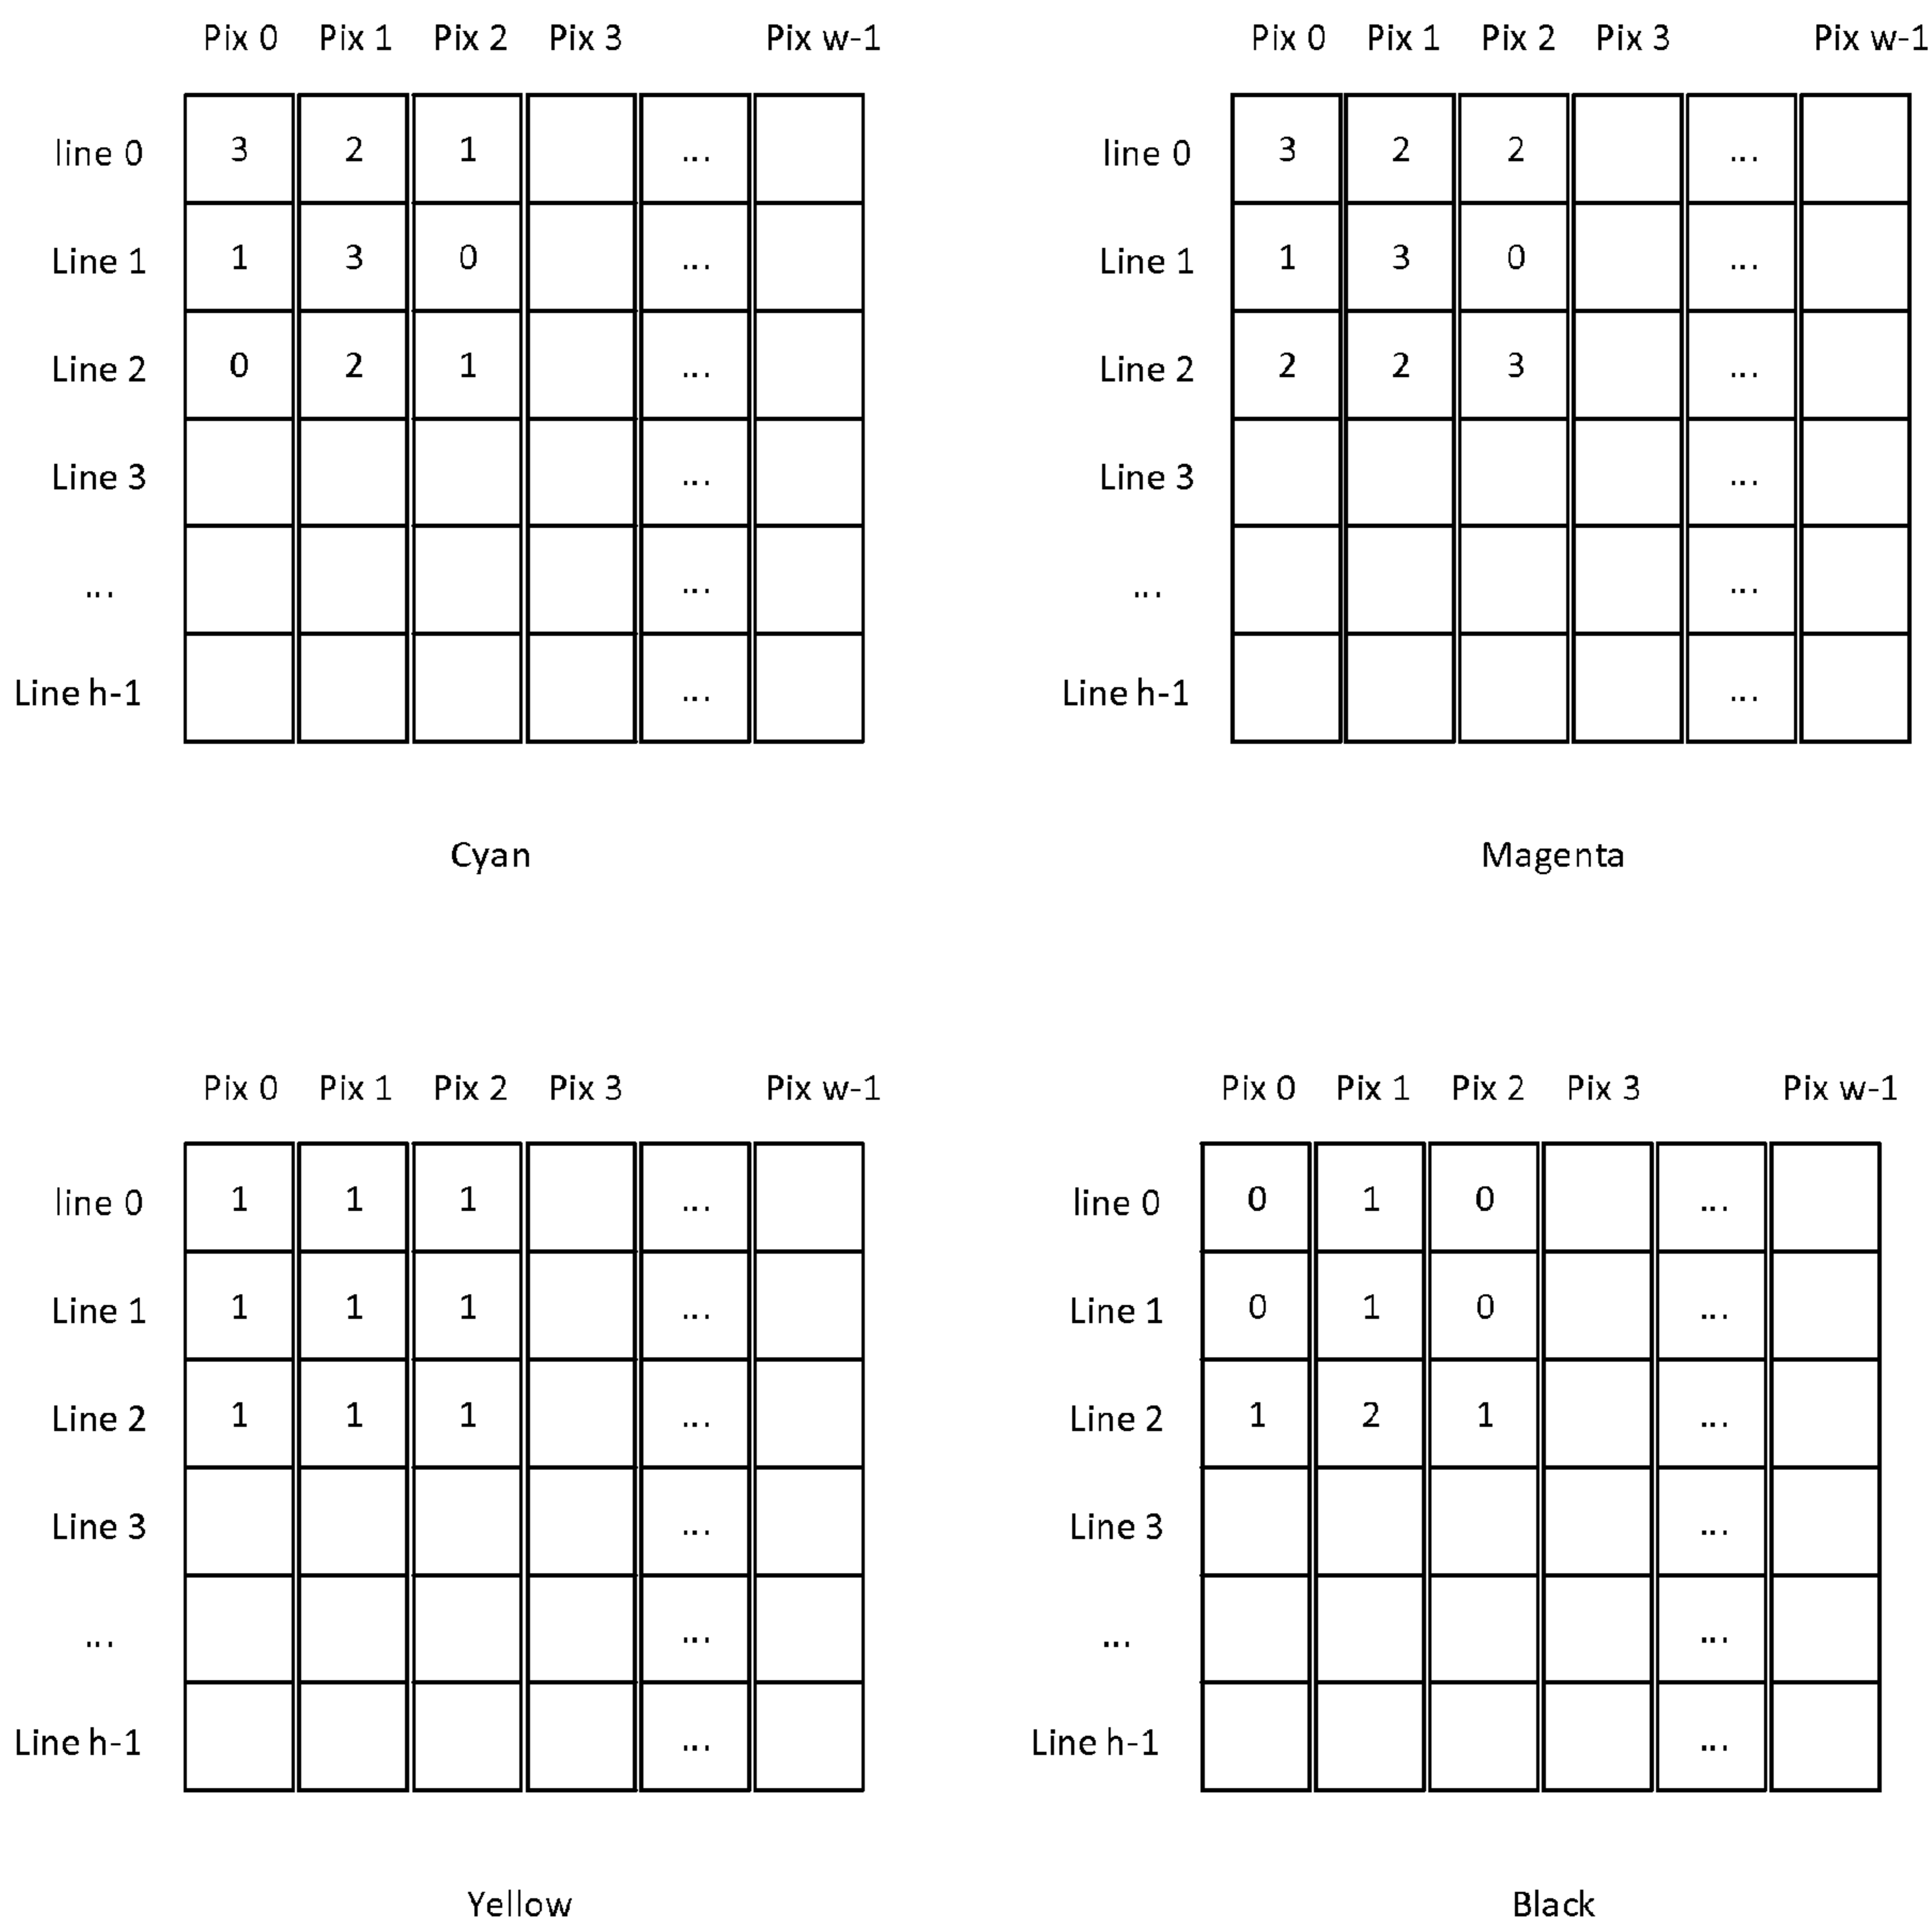 Pix 0 Pix 1 Pix 2 Pix 3 Pix w-1
line 0 3 2 1 ...
Line 1 1 3 0 ...
Line 2 0 2 1 ...
Line 3 ...
... ...
Line h-1 ...
Cyan
Pix 0 Pix 1 Pix 2 Pix 3 Pix w-1
line 0 3 2 2 ...
Line 1 1 3 0 ...
Line 2 2 2 3 ...
Line 3 ...
... ...
Line h-1 ...
Magenta
Pix 0 Pix 1 Pix 2 Pix 3 Pix w-1
line 0 1 1 1 ...
Line 1 1 1 1 ...
Line 2 1 1 1 ...
Line 3 ...
... ...
Line h-1 ...
Yellow
Pix 0 Pix 1 Pix 2 Pix 3 Pix w-1
line 0 0 1 0 ...
Line 1 0 1 0 ...
Line 2 1 2 1 ...
Line 3 ...
... ...
Line h-1 ...
Black